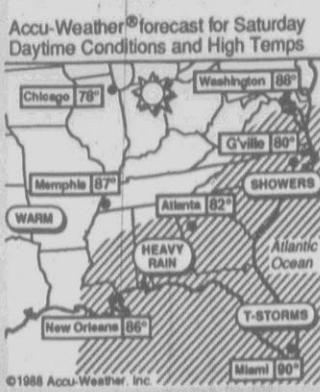 Accu-Weather® forecast for Saturday
Daytime Conditions and High Temps
Washington 88°
Chicago 78°
G'ville 80°
Memphis 87°
SHOWERS
Atlanta 82°
WARM
HEAVY
RAIN
Atlantic
Ocean
T-STORMS
New Orleans 86°
Miami 90°
©1988 Accu-Weather, Inc.